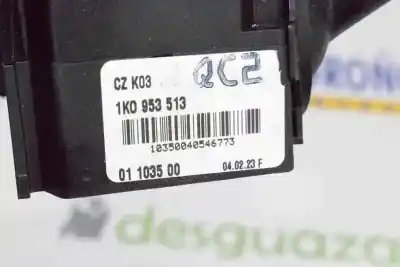 CZ K03 QC2
1K0 953 513
10350040546773
01 1035 00 04.02.23 F
desguaza